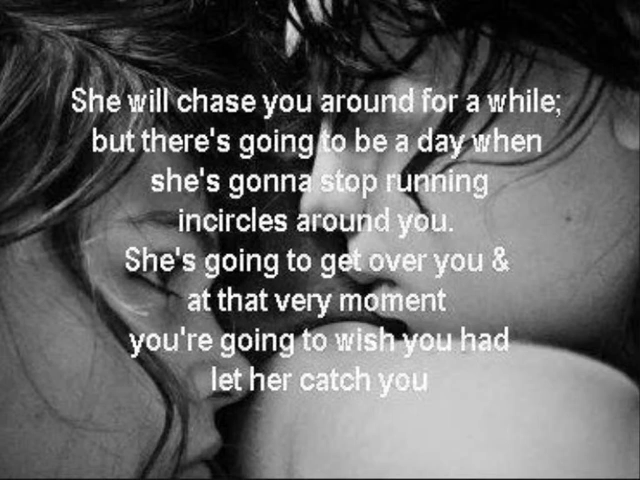 She will chase you around for a while;
but there's going to be a day when
she's gonna stop running
incircles around you.
She's going to get over you &
at that very moment
you're going to wish you had
let her catch you